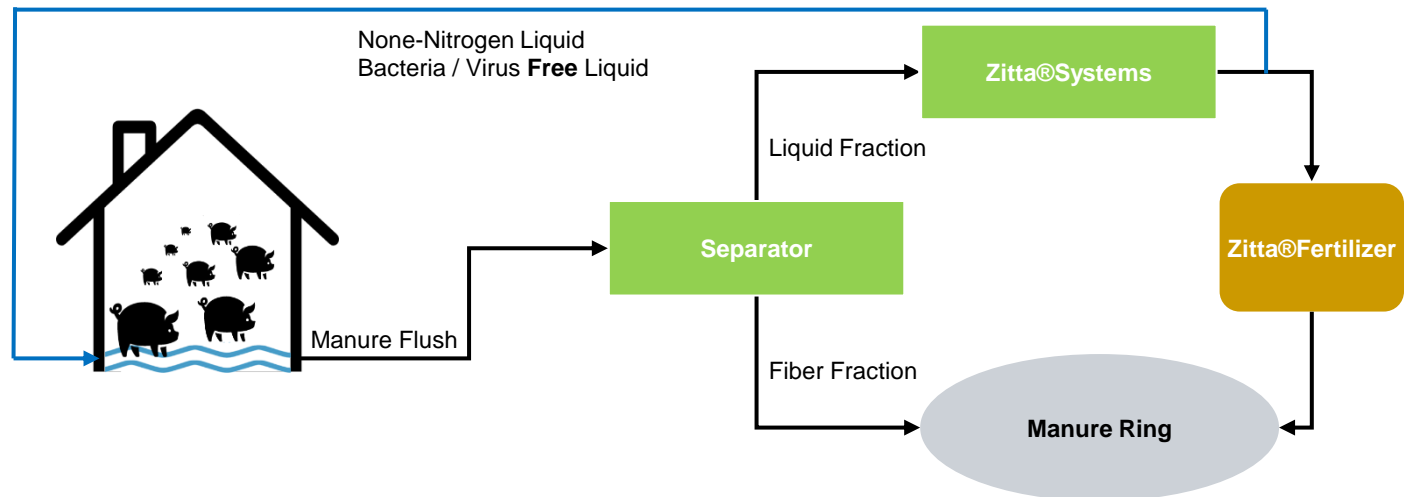 None-Nitrogen Liquid
Bacteria / Virus Free Liquid
Zitta®Systems
Liquid Fraction
Separator
Zitta®Fertilizer
Manure Flush
Fiber Fraction
Manure Ring